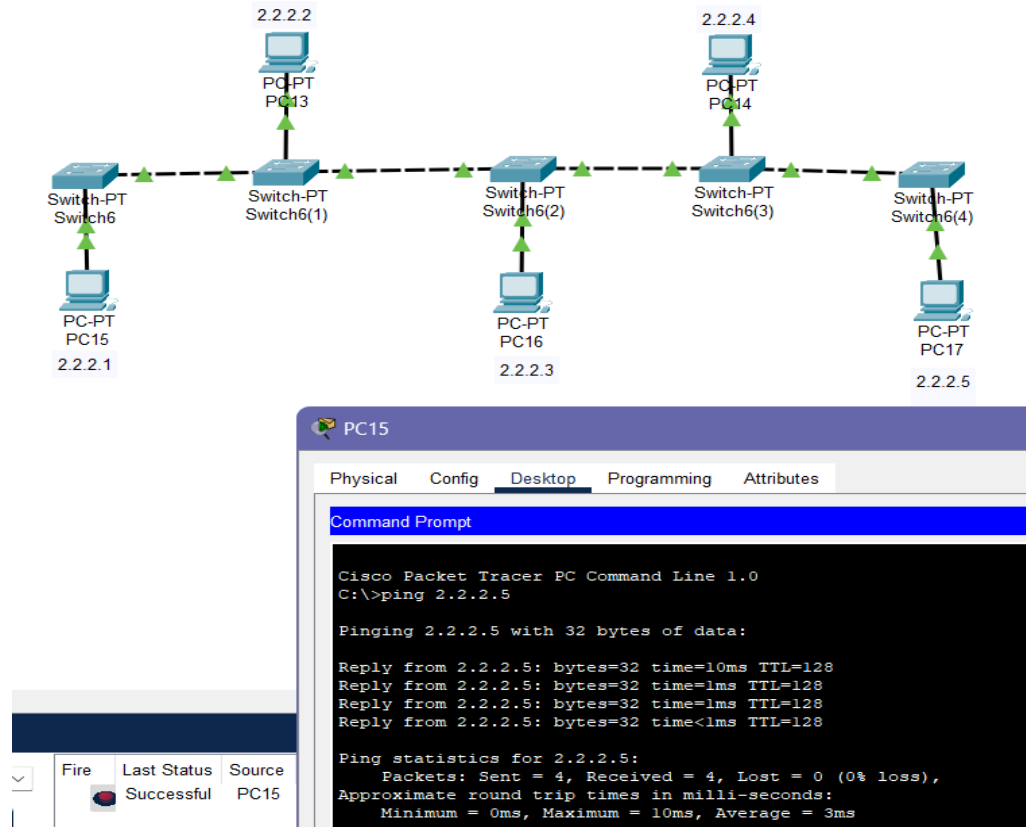 2.2.2.2
2.2.2.4
PC-PT
PC13
PC-PT
PC14
Switch-PT
Switch6
Switch-PT
Switch6(1)
Switch-PT
Switch6(2)
Switch-PT
Switch6(3)
Switch-PT
Switch6(4)
PC-PT
PC15
2.2.2.1
PC-PT
PC16
2.2.2.3
PC-PT
PC17
2.2.2.5
PC15
Physical Config Desktop Programming Attributes
Command Prompt
Cisco Packet Tracer PC Command Line 1.0
C:\>ping 2.2.2.5
Pinging 2.2.2.5 with 32 bytes of data:
Reply from 2.2.2.5: bytes=32 time=10ms TTL=128
Reply from 2.2.2.5: bytes=32 time=1ms TTL=128
Reply from 2.2.2.5: bytes=32 time=1ms TTL=128
Reply from 2.2.2.5: bytes=32 time<1ms TTL=128
Ping statistics for 2.2.2.5:
Packets: Sent = 4, Received = 4, Lost = 0 (0% loss),
Approximate round trip times in milli-seconds:
Minimum = 0ms, Maximum = 10ms, Average = 3ms
Fire Last Status Source
Successful PC15